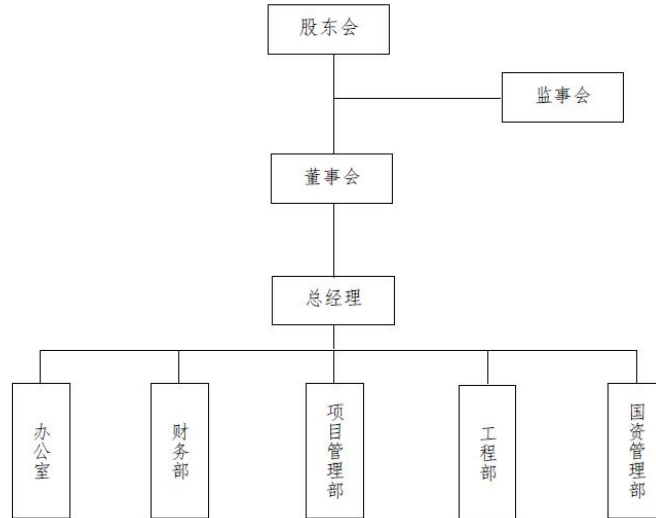 股东会
监事会
董事会
总经理
办公室
财务部
项目管理部
工程部
国资管理部